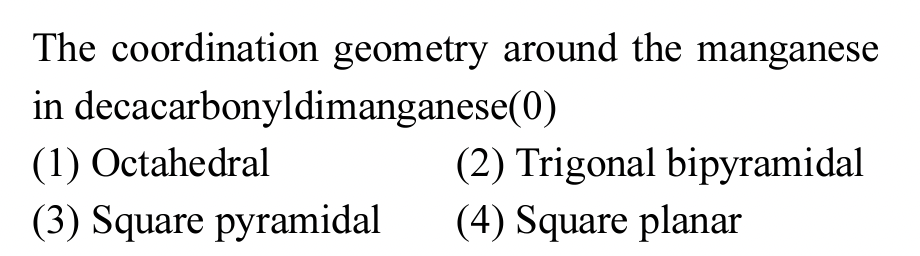 The coordination geometry around the manganese
in decacarbonyldimanganese(0)
(1) Octahedral (2) Trigonal bipyramidal
(3) Square pyramidal (4) Square planar